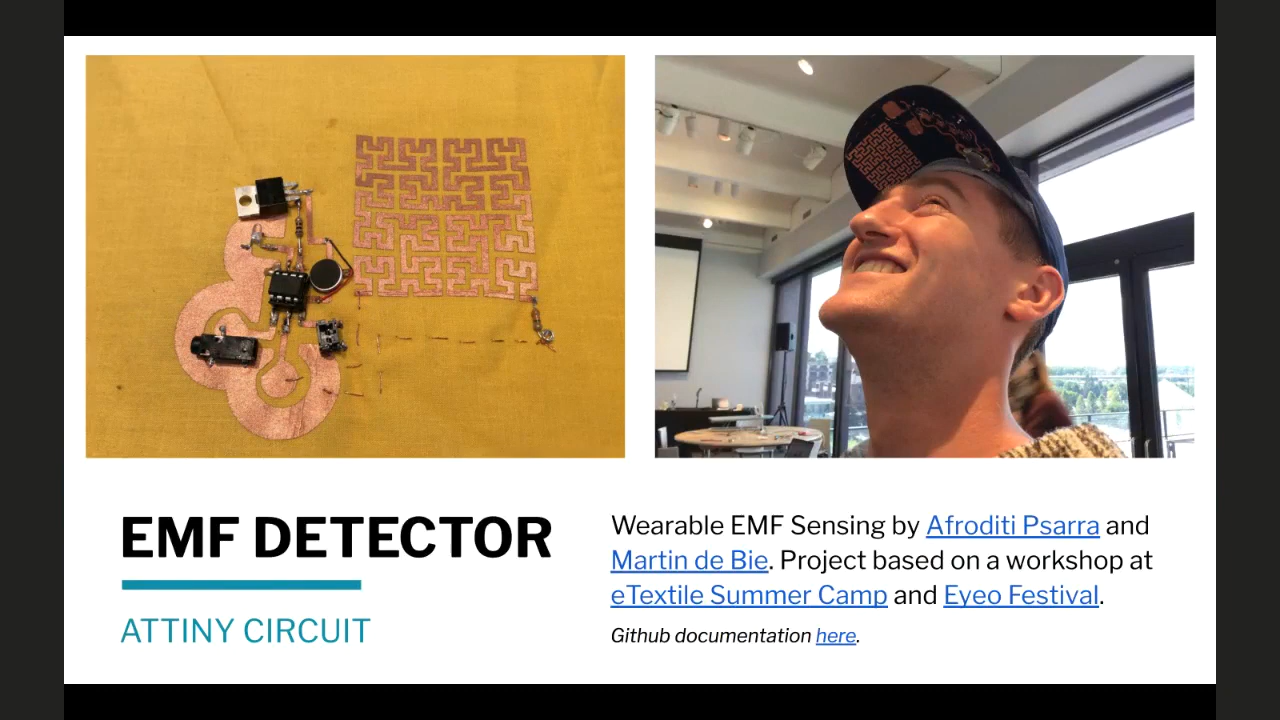 EMF DETECTOR
ATTINY CIRCUIT
Wearable EMF Sensing by Afroditi Psarra and
Martin de Bie. Project based on a workshop at
eTextile Summer Camp and Eyeo Festival.
Github documentation here.